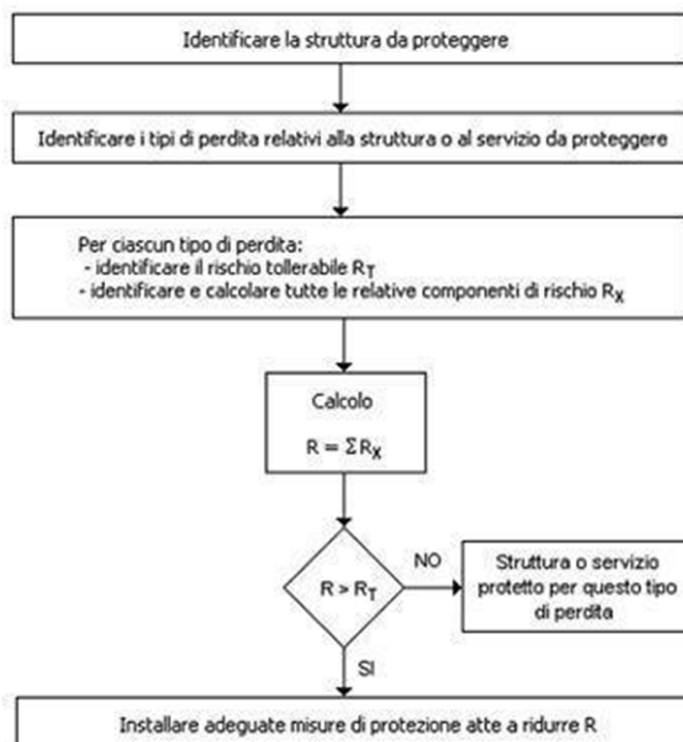 Identificare la struttura da proteggere
Identificare i tipi di perdita relativi alla struttura o al servizio da proteggere
Per ciascun tipo di perdita:
- identificare il rischio tollerabile RT
- identificare e calcolare tutte le relative componenti di rischio RX
Calcolo
R = ΣRX
R > RT
NO
Struttura o servizio
protetto per questo tipo
di perdita
SI
Installare adeguate misure di protezione atte a ridurre R